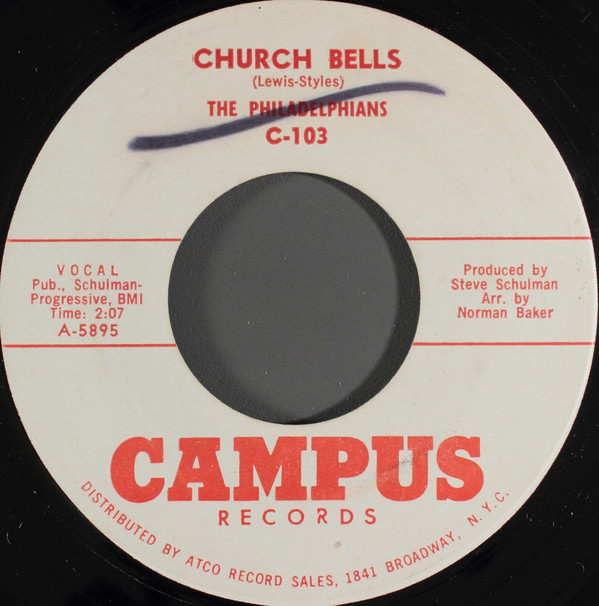 CHURCH BELLS
(Lewis-Styles)
THE PHILADELPHIANS
C-103
VOCAL
Pub., Schulman-
Progressive, BMI
Time: 2:07
A-5895
Produced by
Steve Schulman
Arr. by
Norman Baker
CAMPUS
RECORDS
DISTRIBUTED BY ATCO RECORD SALES, 1841 BROADWAY, N.Y.C.